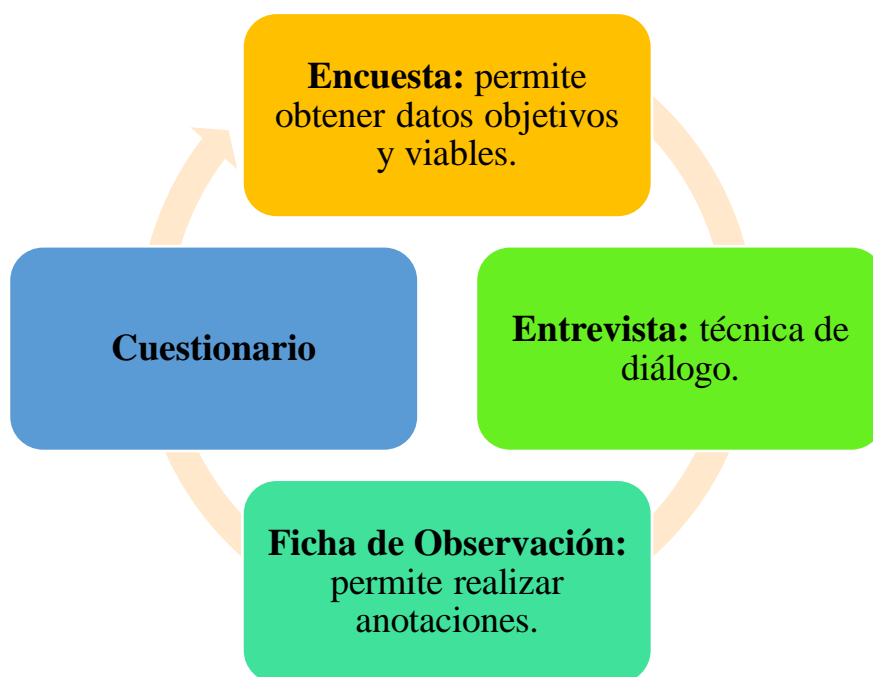 Encuesta: permite
obtener datos objetivos
y viables.
Entrevista: técnica de
diálogo.
Ficha de Observación:
permite realizar
anotaciones.
Cuestionario